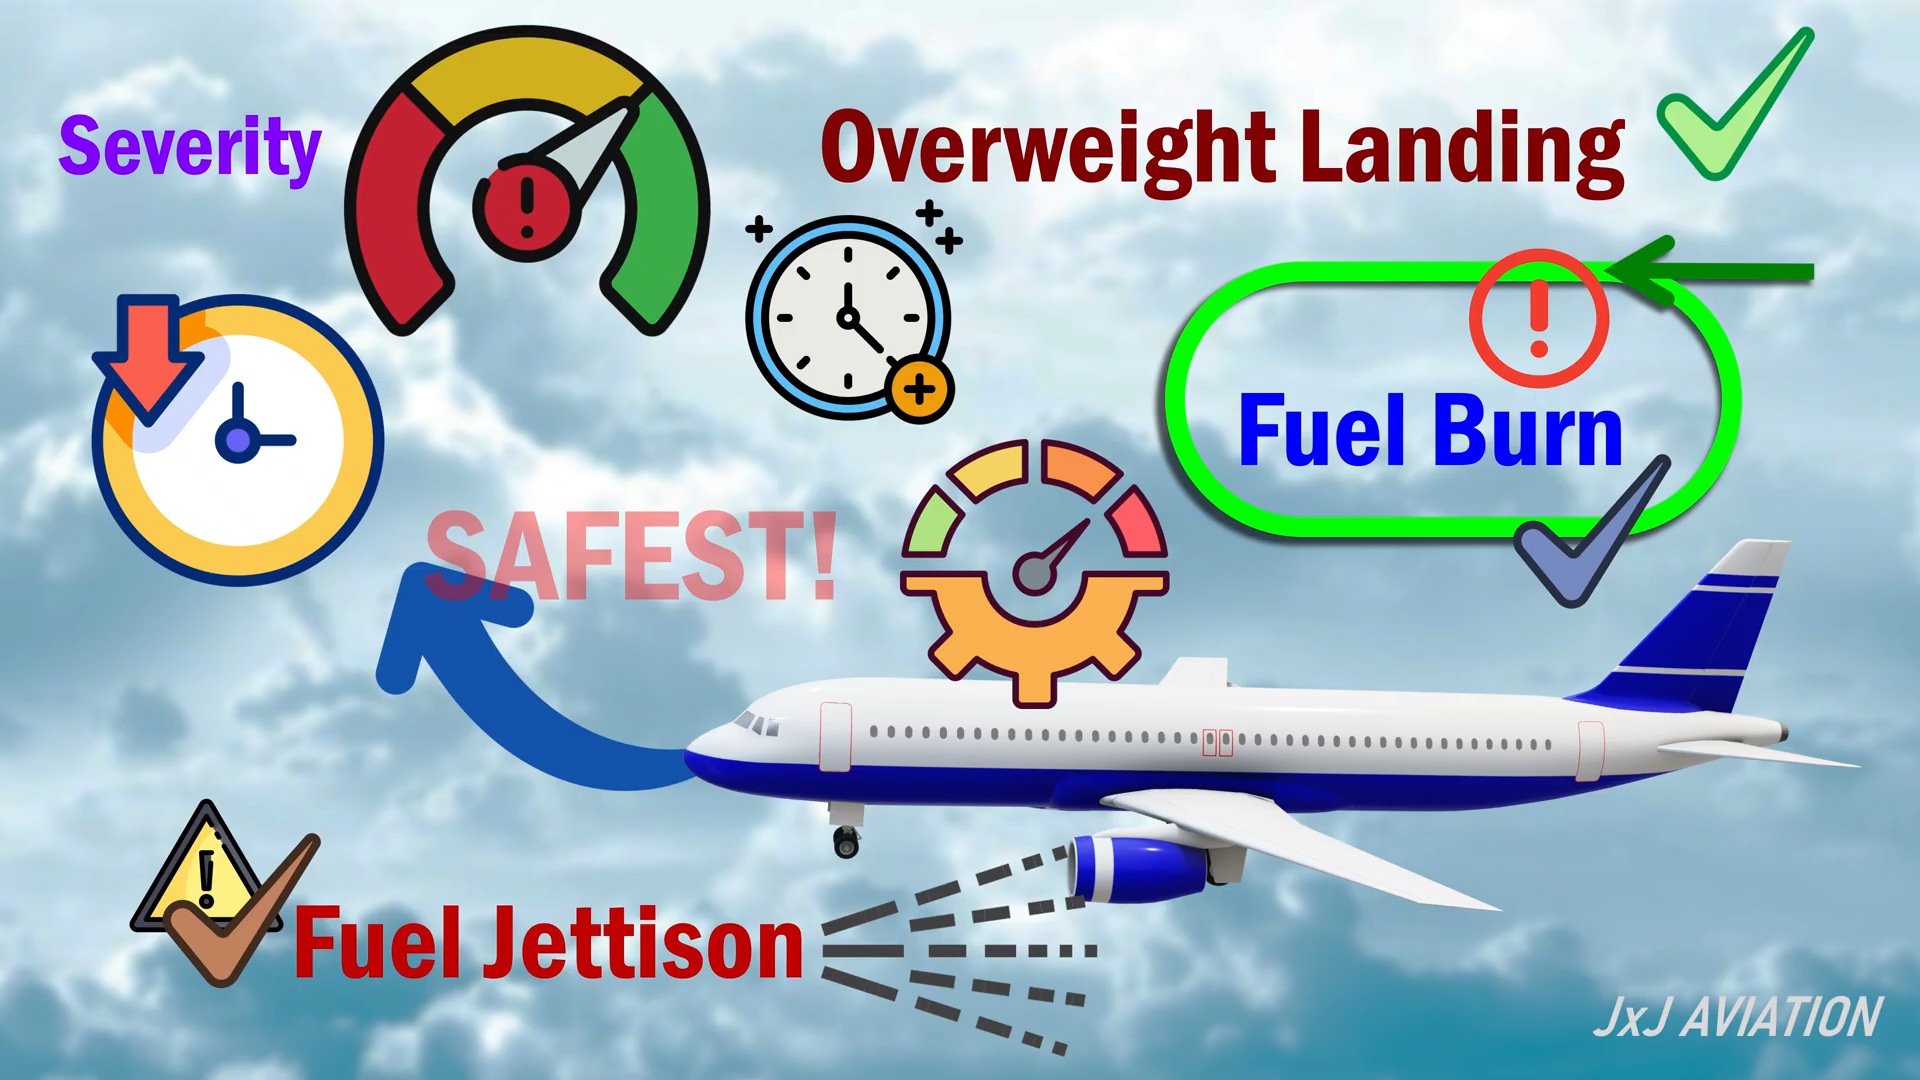 Severity
Overweight Landing
Fuel Burn
SAFEST!
Fuel Jettison
JxJ AVIATION